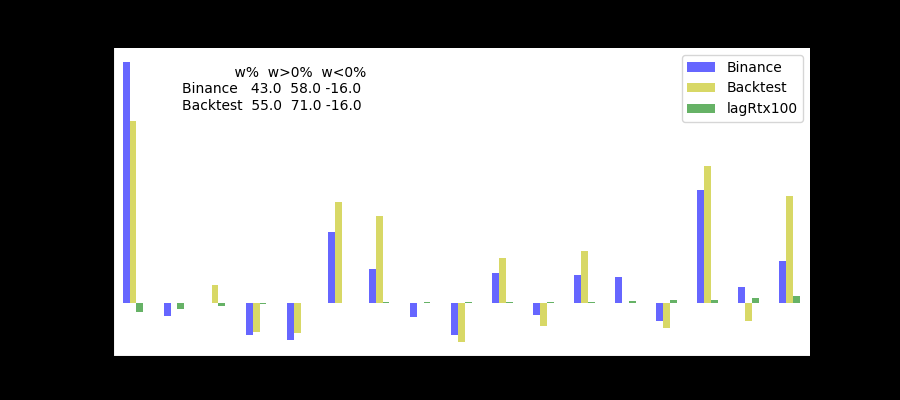 w%  w>0%  w<0%
Binance   43.0  58.0 -16.0
Backtest  55.0  71.0 -16.0
Binance
Backtest
lagRtx100